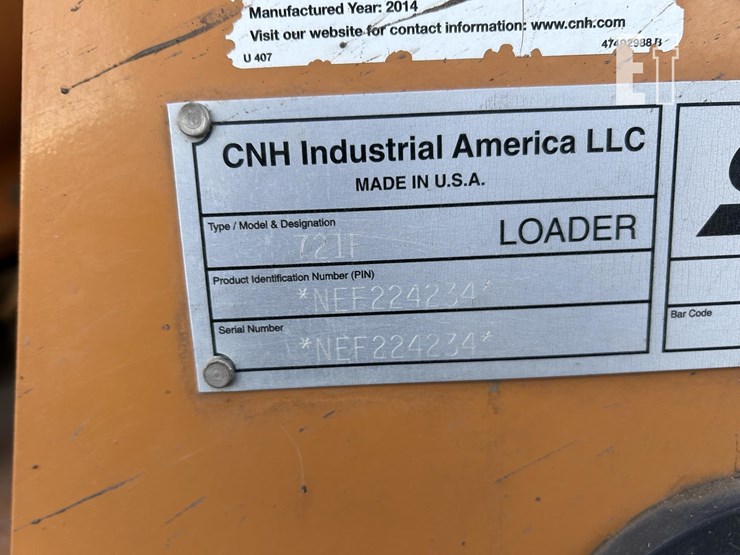 Manufactured Year: 2014
Visit our website for contact information: www.cnh.com
U 407
47402988 B
CNH Industrial America LLC
MADE IN U.S.A.
Type / Model & Designation
721F
LOADER
Product Identification Number (PIN)
*NEF224234*
Serial Number
*NEF224234*
Bar Code